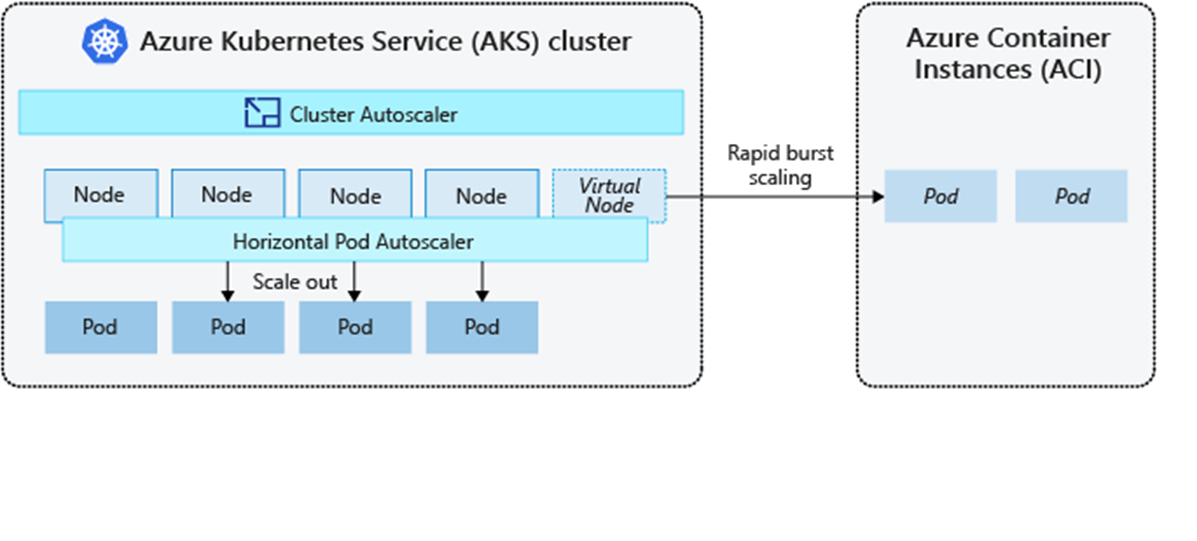 Azure Kubernetes Service (AKS) cluster
Cluster Autoscaler
Node
Node
Node
Node
Virtual
Node
Horizontal Pod Autoscaler
Scale out
Pod
Pod
Pod
Pod
Rapid burst
scaling
Azure Container
Instances (ACI)
Pod
Pod